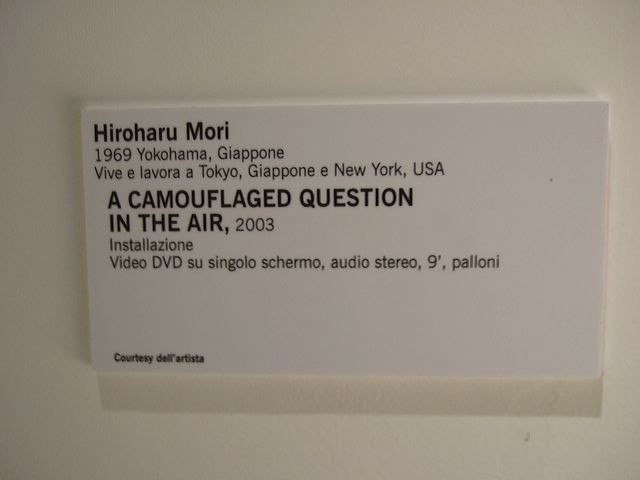 Hiroharu Mori
1969 Yokohama, Giappone
Vive e lavora a Tokyo, Giappone e New York, USA
A CAMOUFLAGED QUESTION
IN THE AIR, 2003
Installazione
Video DVD su singolo schermo, audio stereo, 9’, palloni
Courtesy dell’artista